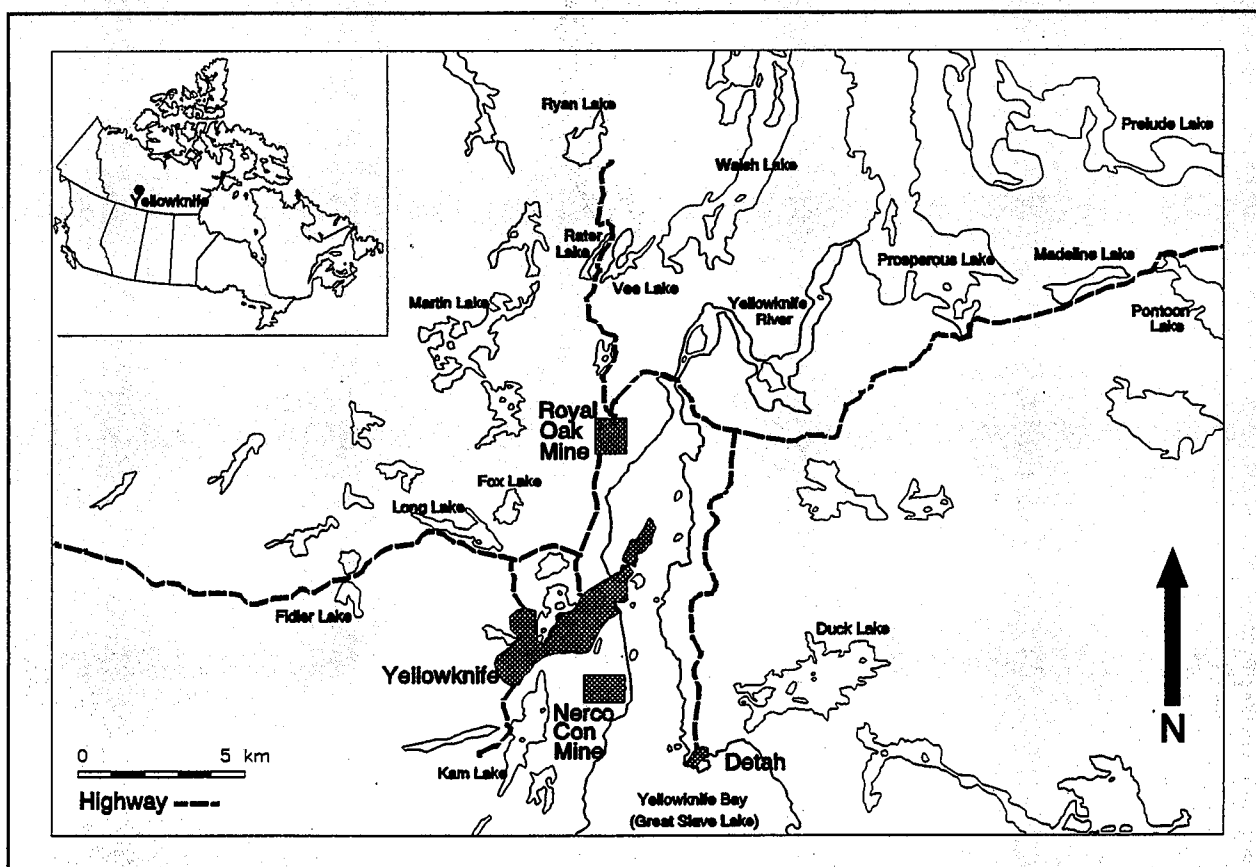 Yellowknife
Ryan Lake
Walsh Lake
Prelude Lake
Rater
Lake
Vee Lake
Martin Lake
Yellowknife
River
Prosperous Lake
Madeline Lake
Pontoon
Lake
Royal
Oak
Mine
Fox Lake
Long Lake
Fidler Lake
Yellowknife
Nerco
Con
Mine
Duck Lake
Detah
Kam Lake
Yellowknife Bay
(Great Slave Lake)
N
0 5 km
Highway